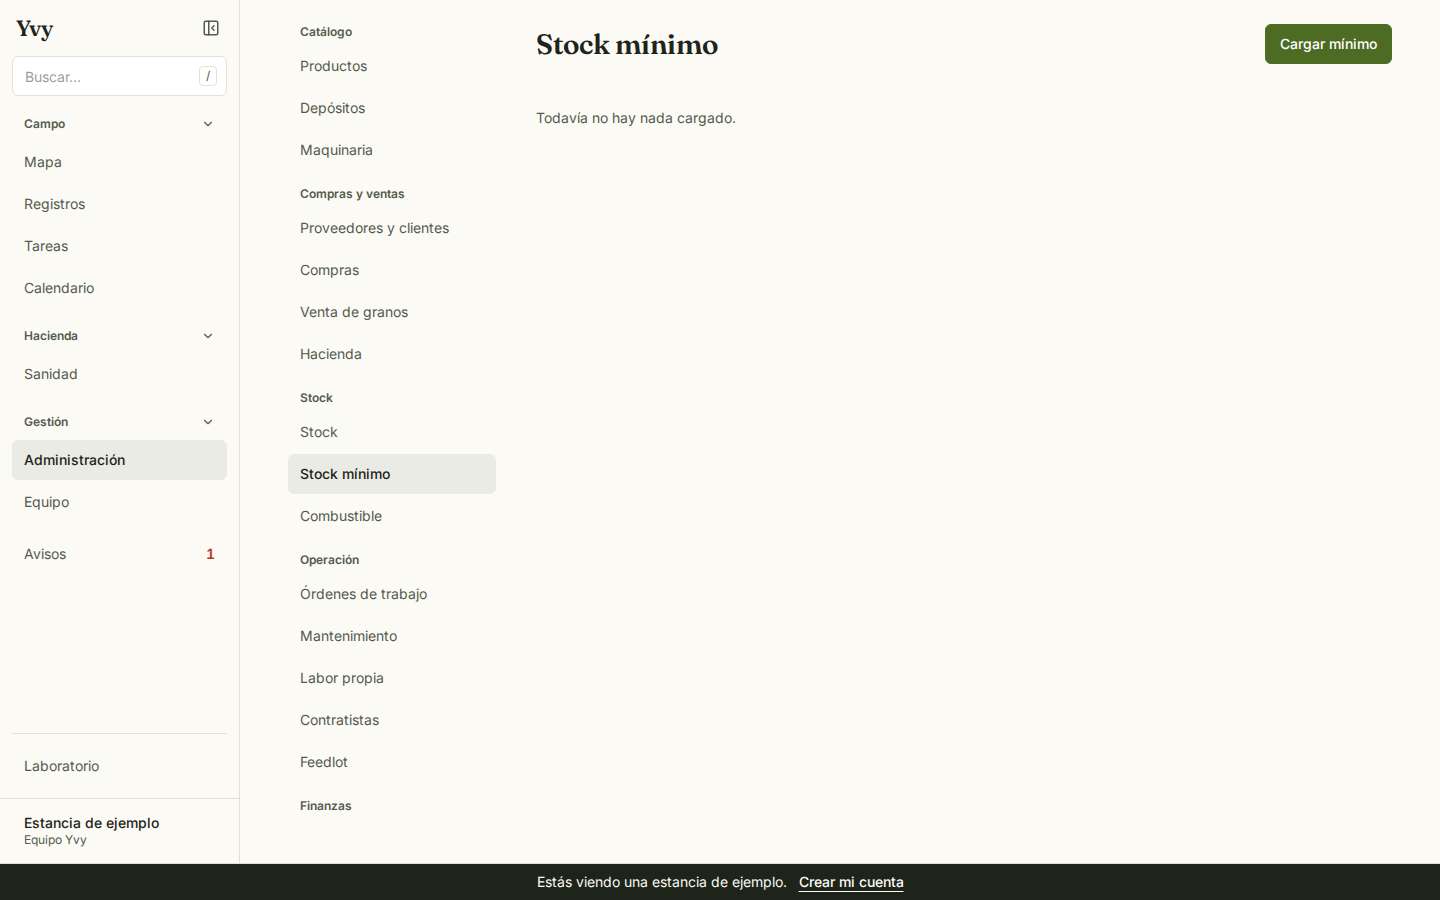 Yvy
Buscar...
/
Campo
Mapa
Registros
Tareas
Calendario
Hacienda
Sanidad
Gestión
Administración
Equipo
Avisos 1
Laboratorio
Estancia de ejemplo
Equipo Yvy
Catálogo
Productos
Depósitos
Maquinaria
Compras y ventas
Proveedores y clientes
Compras
Venta de granos
Hacienda
Stock
Stock
Stock mínimo
Combustible
Operación
Órdenes de trabajo
Mantenimiento
Labor propia
Contratistas
Feedlot
Finanzas
Stock mínimo
Cargar mínimo
Todavía no hay nada cargado.
Estás viendo una estancia de ejemplo. Crear mi cuenta